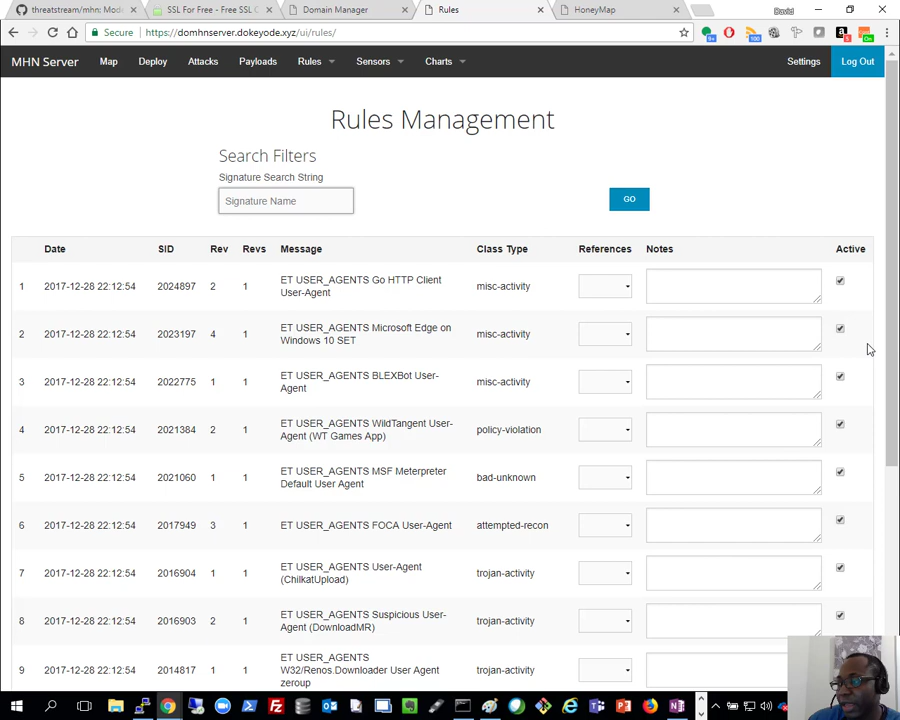 threatstream/mhn: Mod
SSL For Free - Free SSL C
Domain Manager
Rules
HoneyMap
David
Secure
https://domhnserver.dokeyode.xyz/ui/rules/
MHN Server
Map
Deploy
Attacks
Payloads
Rules
Sensors
Charts
Settings
Log Out
Rules Management
Search Filters
Signature Search String
Signature Name
GO
Date SID Rev Revs Message Class Type References Notes Active
1 2017-12-28 22:12:54 2024897 2 1 ET USER_AGENTS Go HTTP Client misc-activity
User-Agent
2 2017-12-28 22:12:54 2023197 4 1 ET USER_AGENTS Microsoft Edge on misc-activity
Windows 10 SET
3 2017-12-28 22:12:54 2022775 1 1 ET USER_AGENTS BLEXBot User- misc-activity
Agent
4 2017-12-28 22:12:54 2021384 2 1 ET USER_AGENTS WildTangent User- policy-violation
Agent (WT Games App)
5 2017-12-28 22:12:54 2021060 1 1 ET USER_AGENTS MSF Meterpreter bad-unknown
Default User Agent
6 2017-12-28 22:12:54 2017949 3 1 ET USER_AGENTS FOCA User-Agent attempted-recon
7 2017-12-28 22:12:54 2016904 1 1 ET USER_AGENTS User-Agent trojan-activity
(ChilkatUpload)
8 2017-12-28 22:12:54 2016903 2 1 ET USER_AGENTS Suspicious User- trojan-activity
Agent (DownloadMR)
9 2017-12-28 22:12:54 2014817 1 1 ET USER_AGENTS trojan-activity
W32/Renos.Downloader User Agent
zeroup